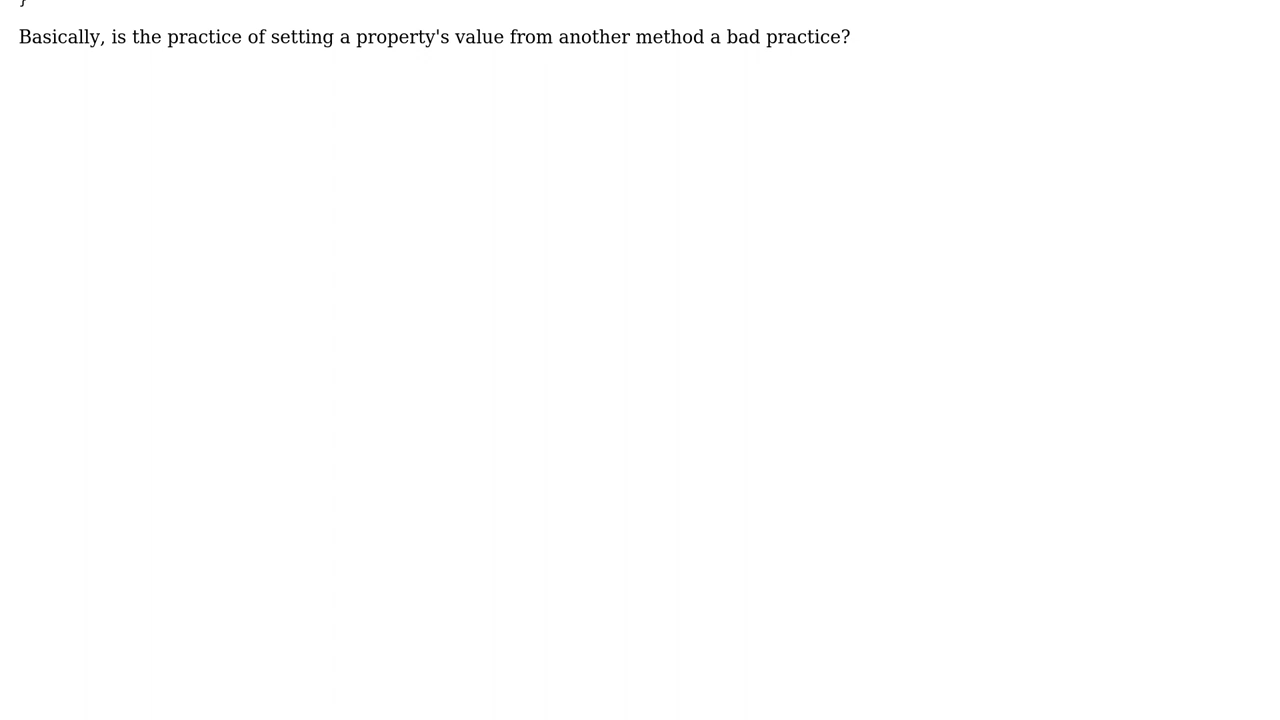 }
Basically, is the practice of setting a property's value from another method a bad practice?